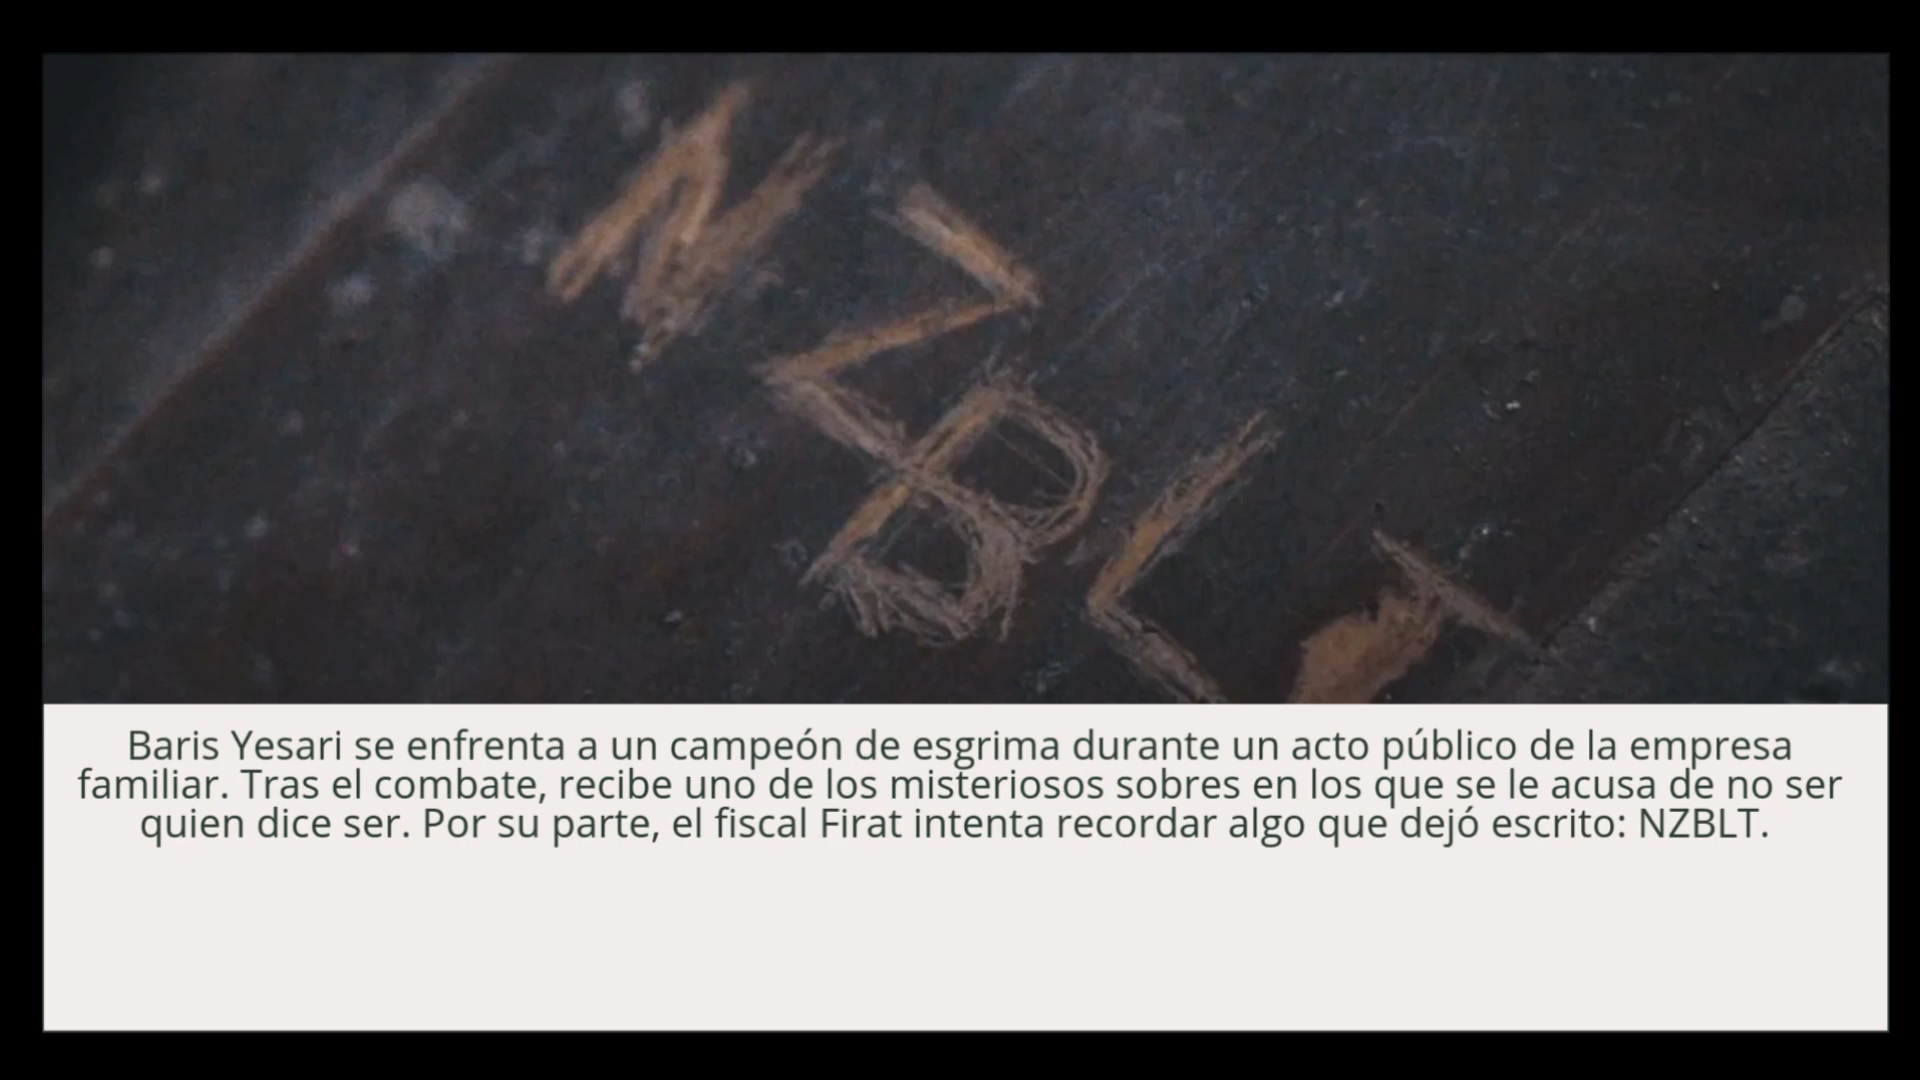 NZBLT
Baris Yesari se enfrenta a un campeón de esgrima durante un acto público de la empresa
familiar. Tras el combate, recibe uno de los misteriosos sobres en los que se le acusa de no ser
quien dice ser. Por su parte, el fiscal Firat intenta recordar algo que dejó escrito: NZBLT.